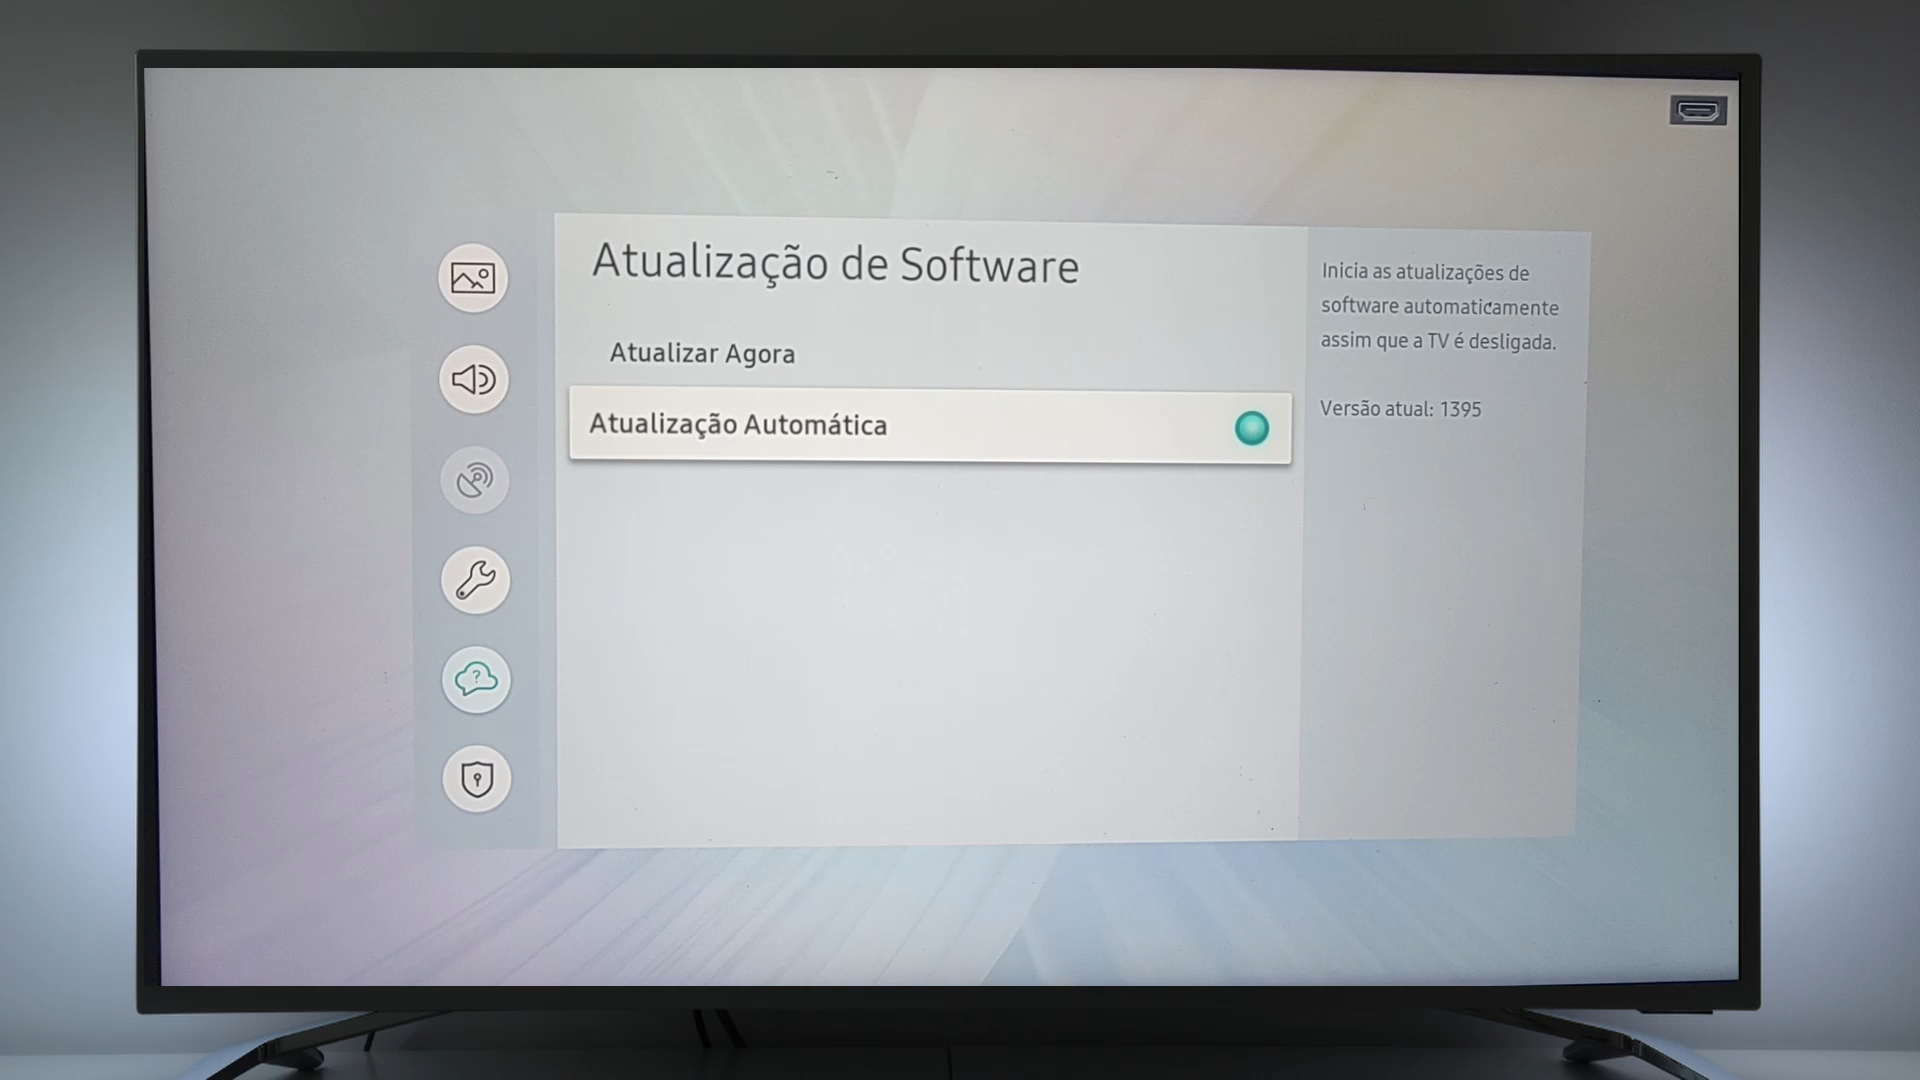 Atualização de Software
Atualizar Agora
Atualização Automática
Inicia as atualizações de
software automaticamente
assim que a TV é desligada.
Versão atual: 1395
?